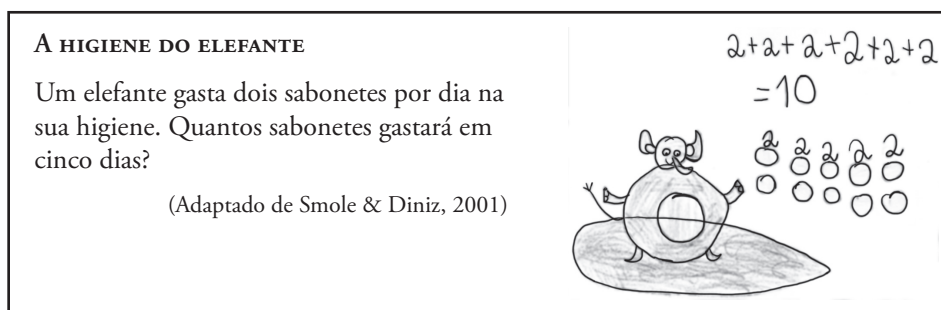 A HIGIENE DO ELEFANTE
Um elefante gasta dois sabonetes por dia na
sua higiene. Quantos sabonetes gastará em
cinco dias?
(Adaptado de Smole & Diniz, 2001)
2+2+2+2+2+2
=10
2 2 2 2 2